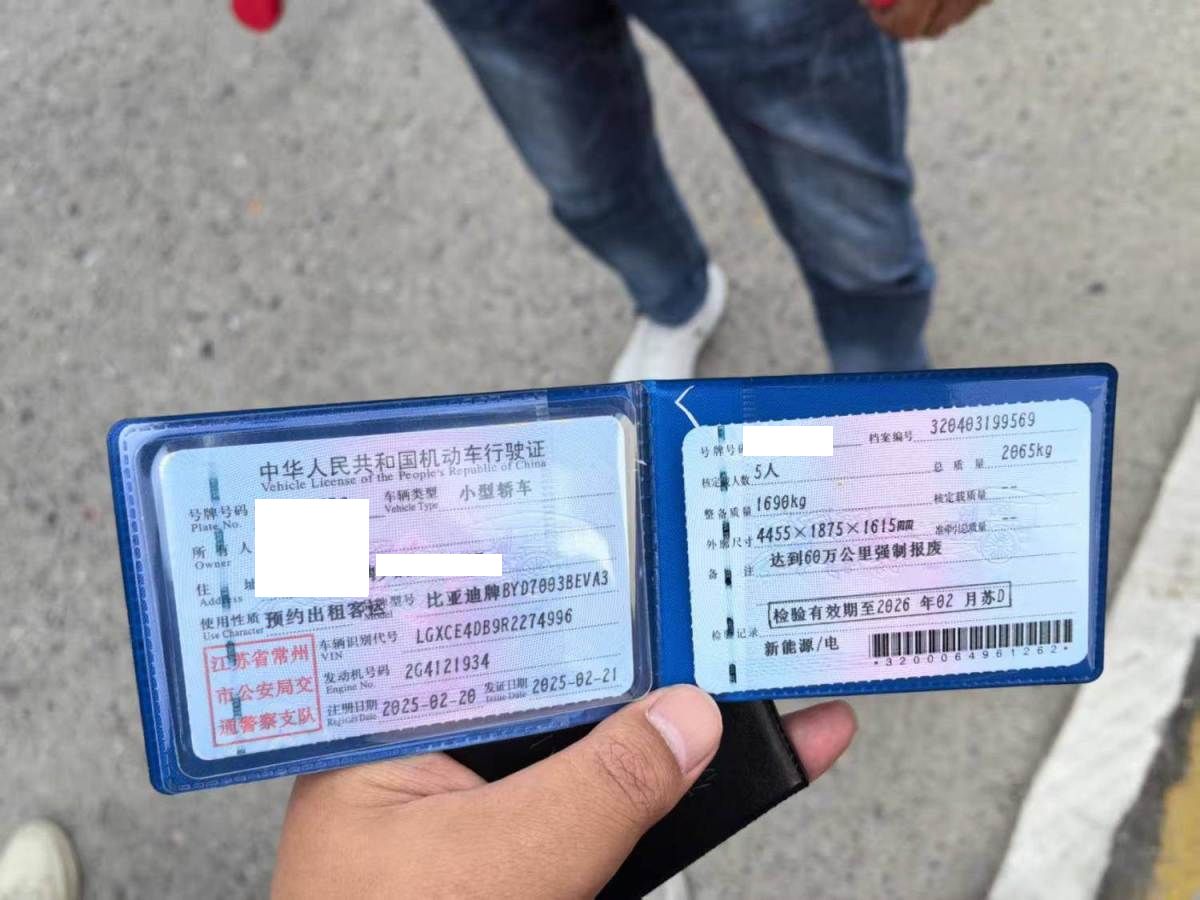 中华人民共和国机动车行驶证
Vehicle License of the People's Republic of China
号牌号码
Plate No.
车辆类型 小型轿车
Vehicle Type
所有人
Owner
住址
Address
使用性质 预约出租客运
Use Character
型号 比亚迪牌BYD7003BEVA3
江苏省常州
市公安局交
通警察支队
车辆识别代号 LGXCE4DB9R2274996
VIN
发动机号码 2G4121934
Engine No.
注册日期 2025-02-20 发证日期 2025-02-21
Register Date Issue Date
号牌号码 档案编号 320403199569
核定载人数 5人 总质量 2065kg
整备质量 1690kg 核定载质量 --
外廓尺寸 4455×1875×1615 准牵引总质量 --
备注 达到60万公里强制报废
检验有效期至2026 年02 月苏D
检验记录
新能源/电
*3200064961262*